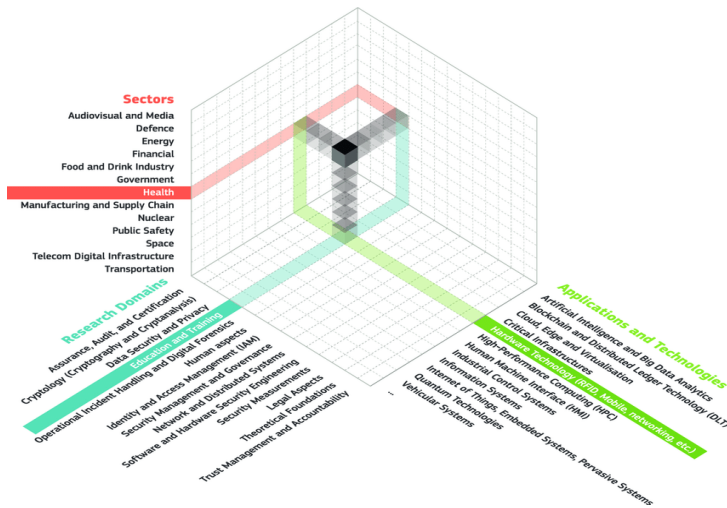 Sectors
Audiovisual and Media
Defence
Energy
Financial
Food and Drink Industry
Government
Health
Manufacturing and Supply Chain
Nuclear
Public Safety
Space
Telecom Digital Infrastructure
Transportation
Research Domains
Assurance, Audit, and Certification
Cryptology (Cryptography and Cryptanalysis)
Data Security and Privacy
Education and Training
Operational Incident Handling and Digital Forensics
Human aspects
Identity and Access Management (IAM)
Security Management and Governance
Network and Distributed Systems
Software and Hardware Security Engineering
Security Measurements
Legal Aspects
Theoretical Foundations
Trust Management and Accountability
Applications and Technologies
Artificial Intelligence and Big Data Analytics
Blockchain and Distributed Ledger Technology (DLT)
Cloud, Edge and Virtualisation
Critical Infrastructures
Hardware Technology (RFID, Mobile, networking, etc.)
High-Performance Computing (HPC)
Human Machine Interface (HMI)
Industrial Control Systems
Information Systems
Internet of Things, Embedded Systems, Pervasive Systems
Quantum Technologies
Vehicular Systems
...